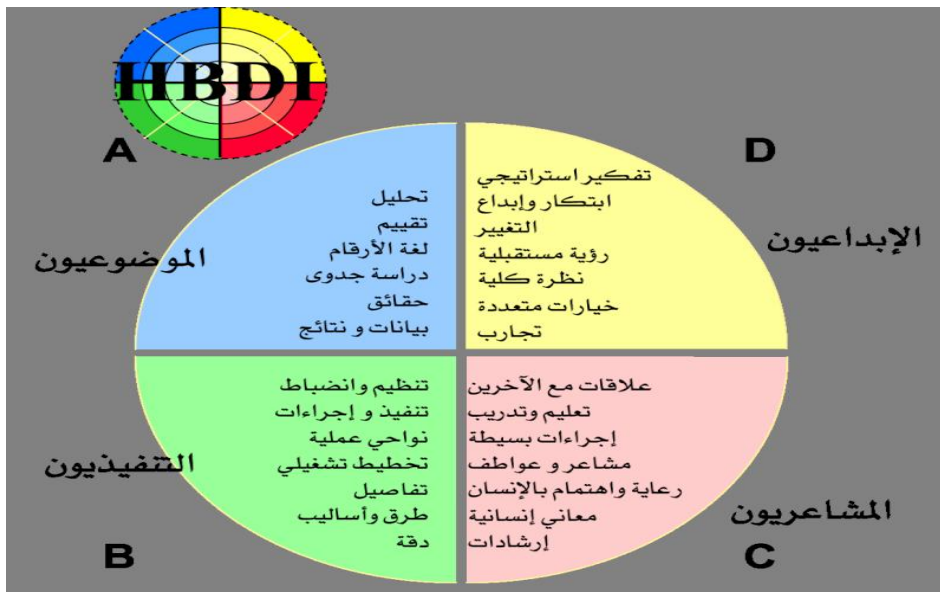 HBDI
A
الموضوعيون
تحليل
تقييم
لغة الأرقام
دراسة جدوى
حقائق
بيانات و نتائج
D
الإبداعيون
تفكير استراتيجي
ابتكار وإبداع
التغيير
رؤية مستقبلية
نظرة كلية
خيارات متعددة
تجارب
B
التنفيذيون
تنظيم وانضباط
تنفيذ و إجراءات
نواحي عملية
تخطيط تشغيلي
تفاصيل
طرق وأساليب
دقة
C
المشاعريون
علاقات مع الآخرين
تعليم وتدريب
إجراءات بسيطة
مشاعر و عواطف
رعاية واهتمام بالإنسان
معاني إنسانية
إرشادات